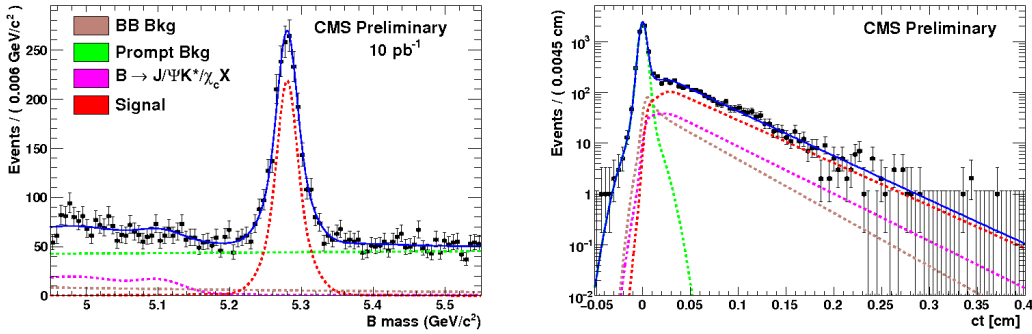 Events / ( 0.006 GeV/c²)
250
200
150
100
50
0
BB Bkg
Prompt Bkg
B → J/ΨK*/χcX
Signal
CMS Preliminary
10 pb⁻¹
5 5.1 5.2 5.3 5.4 5.5
B mass (GeV/c²)
Events / ( 0.0045 cm)
10³
10²
10
1
10⁻¹
10⁻²
CMS Preliminary
−0.05 0 0.05 0.1 0.15 0.2 0.25 0.3 0.35 0.4
ct [cm]